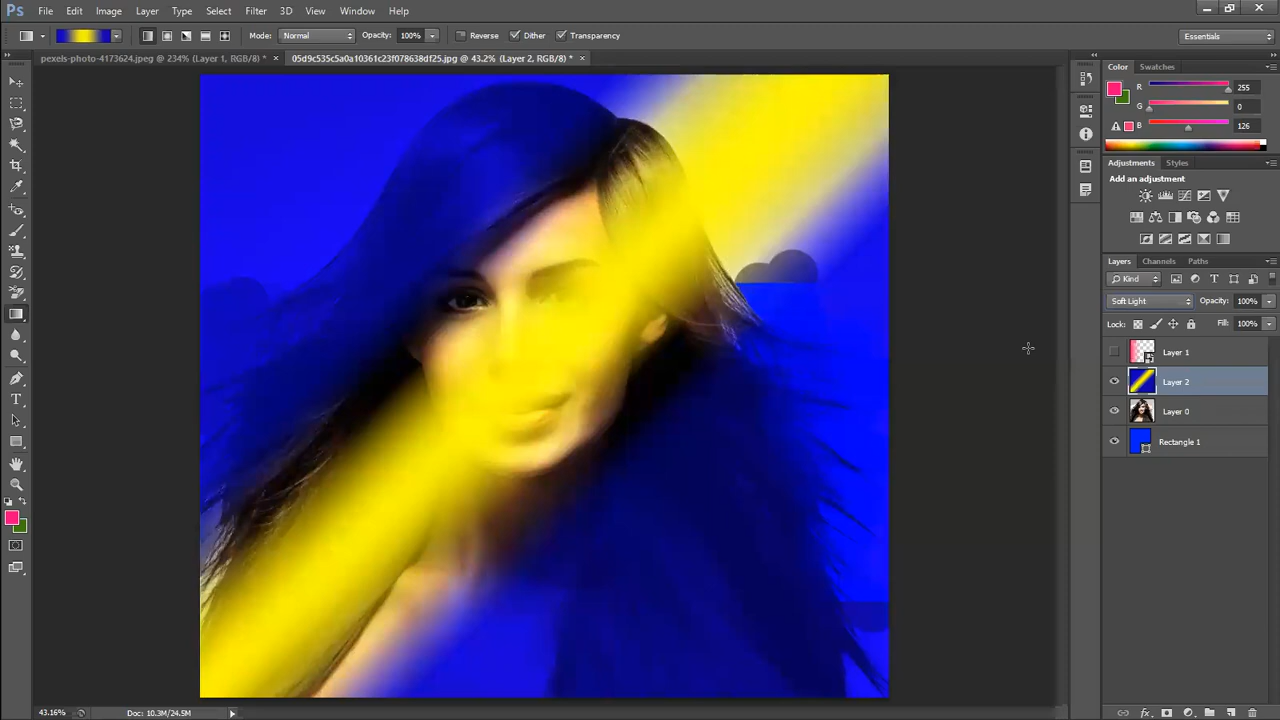 Ps File Edit Image Layer Type Select Filter 3D View Window Help
Mode: Normal Opacity: 100% Reverse Dither Transparency Essentials
pexels-photo-4173624.jpeg @ 234% (Layer 1, RGB/8) * × 05d9c535c5a0a10361c23f078638df25.jpg @ 43.2% (Layer 2, RGB/8) * ×
Color Swatches
R 255
G 0
B 126
Adjustments Styles
Add an adjustment
Layers Channels Paths
Kind
Soft Light Opacity: 100%
Lock: Fill: 100%
Layer 1
Layer 2
Layer 0
Rectangle 1
43.16% Doc: 10.3M/24.5M